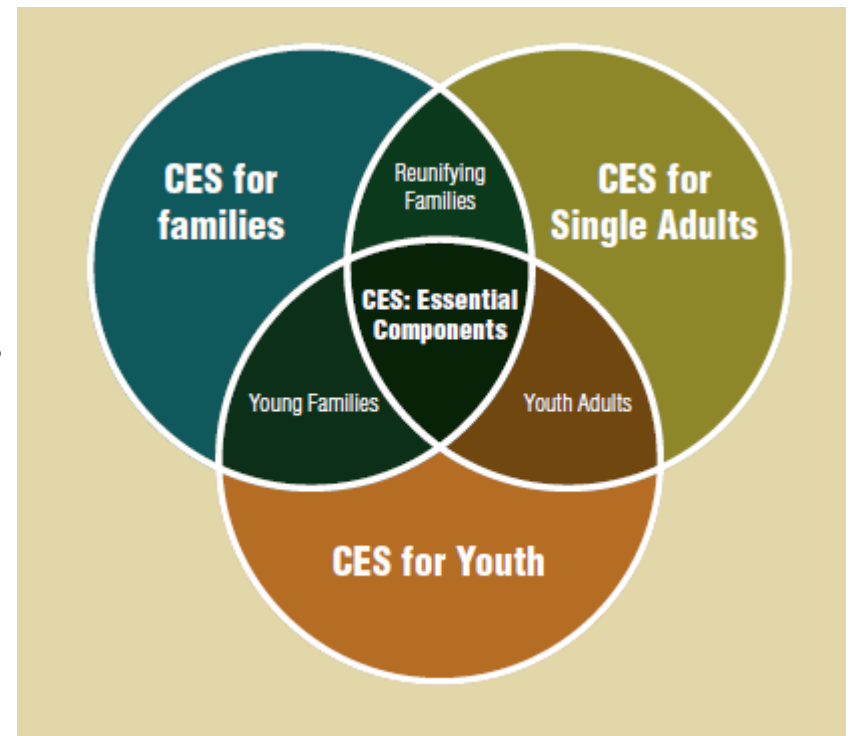 CES for
families
Reunifying
Families
CES for
Single Adults
CES: Essential
Components
Young Families
Youth Adults
CES for Youth